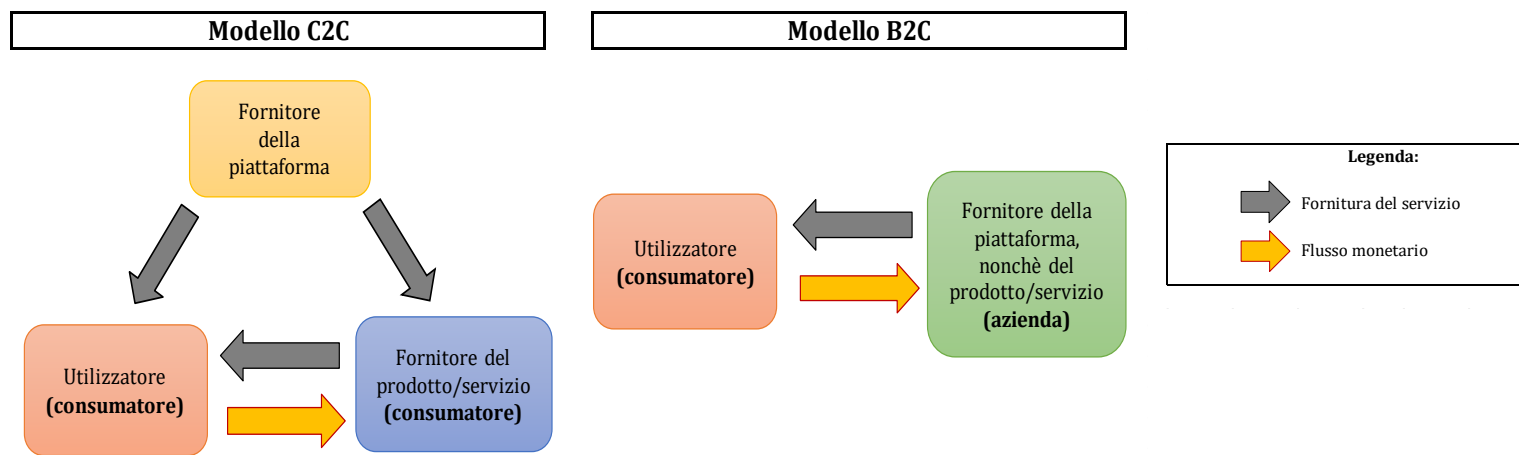 Modello C2C
Modello B2C
Fornitore
della
piattaforma
Utilizzatore
(consumatore)
Fornitore del
prodotto/servizio
(consumatore)
Utilizzatore
(consumatore)
Fornitore della
piattaforma,
nonchè del
prodotto/servizio
(azienda)
Legenda:
Fornitura del servizio
Flusso monetario